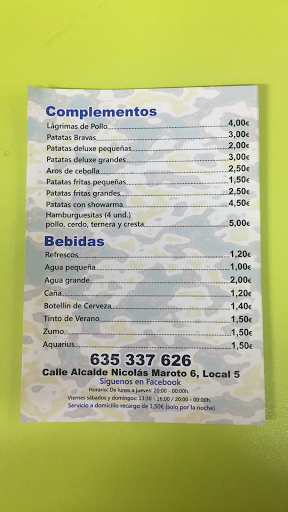 Complementos
Lágrimas de Pollo 4,00€
Patatas Bravas 3,00€
Patatas deluxe pequeñas 2,00€
Patatas deluxe grandes 3,00€
Aros de cebolla 2,50€
Patatas fritas pequeñas 1,50€
Patatas fritas grandes 2,50€
Patatas con showarma 4,50€
Hamburguesitas (4 und.)
pollo, cerdo, ternera y cresta 5,00€
Bebidas
Refrescos 1,20€
Agua pequeña 1,00€
Agua grande 2,00€
Caña 1,20€
Botellín de Cerveza 1,40€
Tinto de Verano 1,50€
Zumo 1,50€
Aquarius 1,50€
635 337 626
Calle Alcalde Nicolás Maroto 6, Local 5
Síguenos en Facebook
Horario: De lunes a jueves: 20:00 - 00:00h.
Viernes sábados y domingos: 13:30 - 16:00 / 20:00 - 00:00h.
Servicio a domicilio recargo de 1,50€ (solo por la noche)